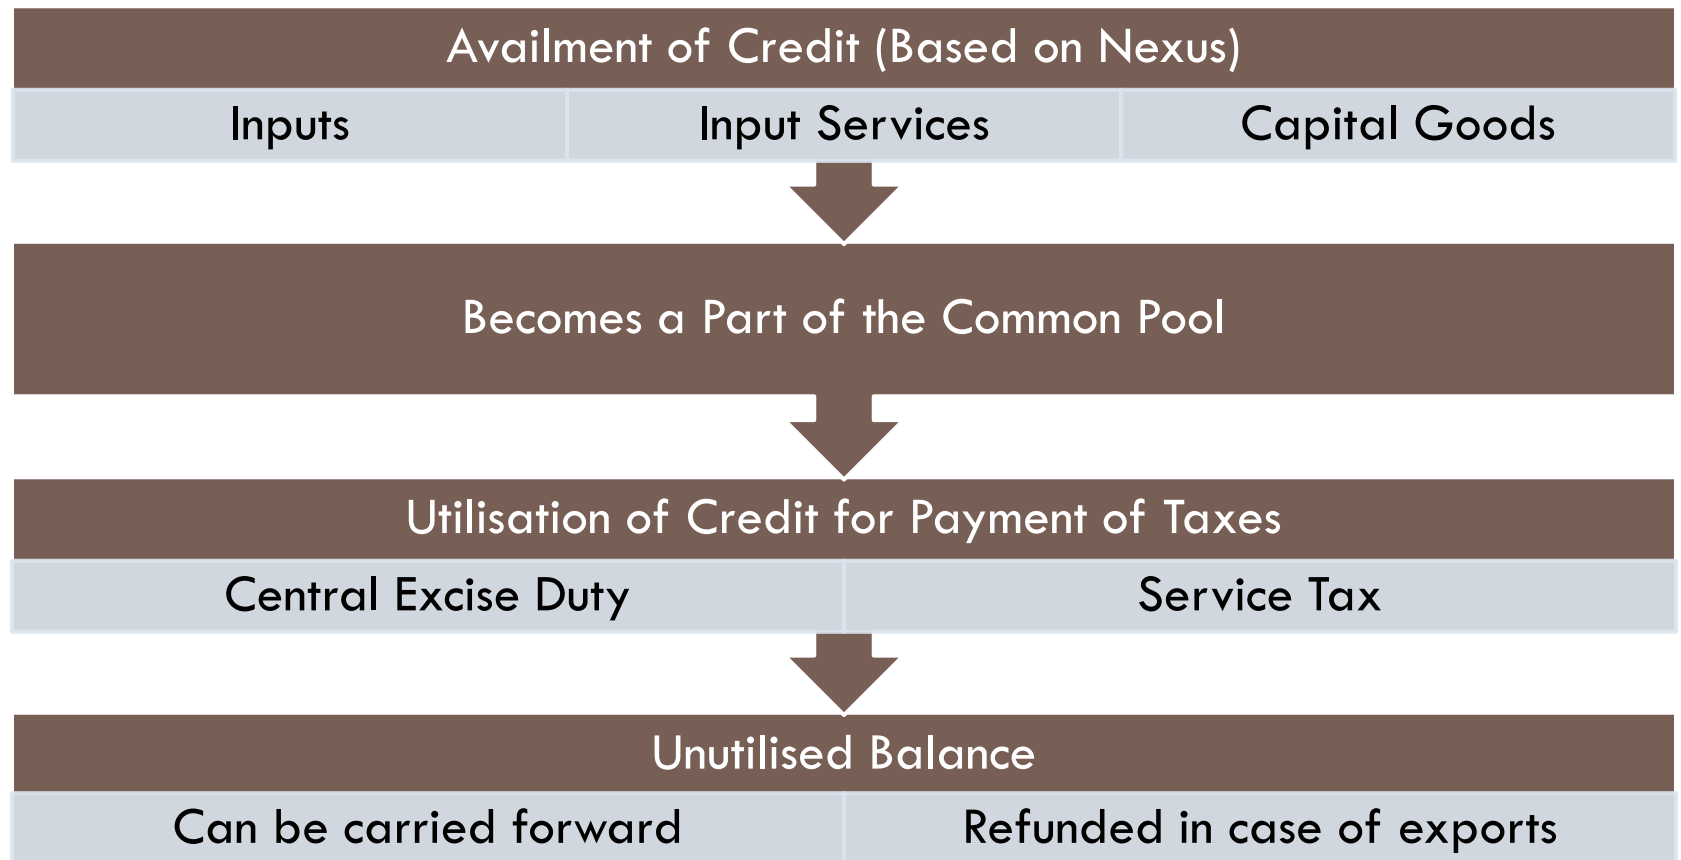 Availment of Credit (Based on Nexus)
Inputs
Input Services
Capital Goods
Becomes a Part of the Common Pool
Utilisation of Credit for Payment of Taxes
Central Excise Duty
Service Tax
Unutilised Balance
Can be carried forward
Refunded in case of exports